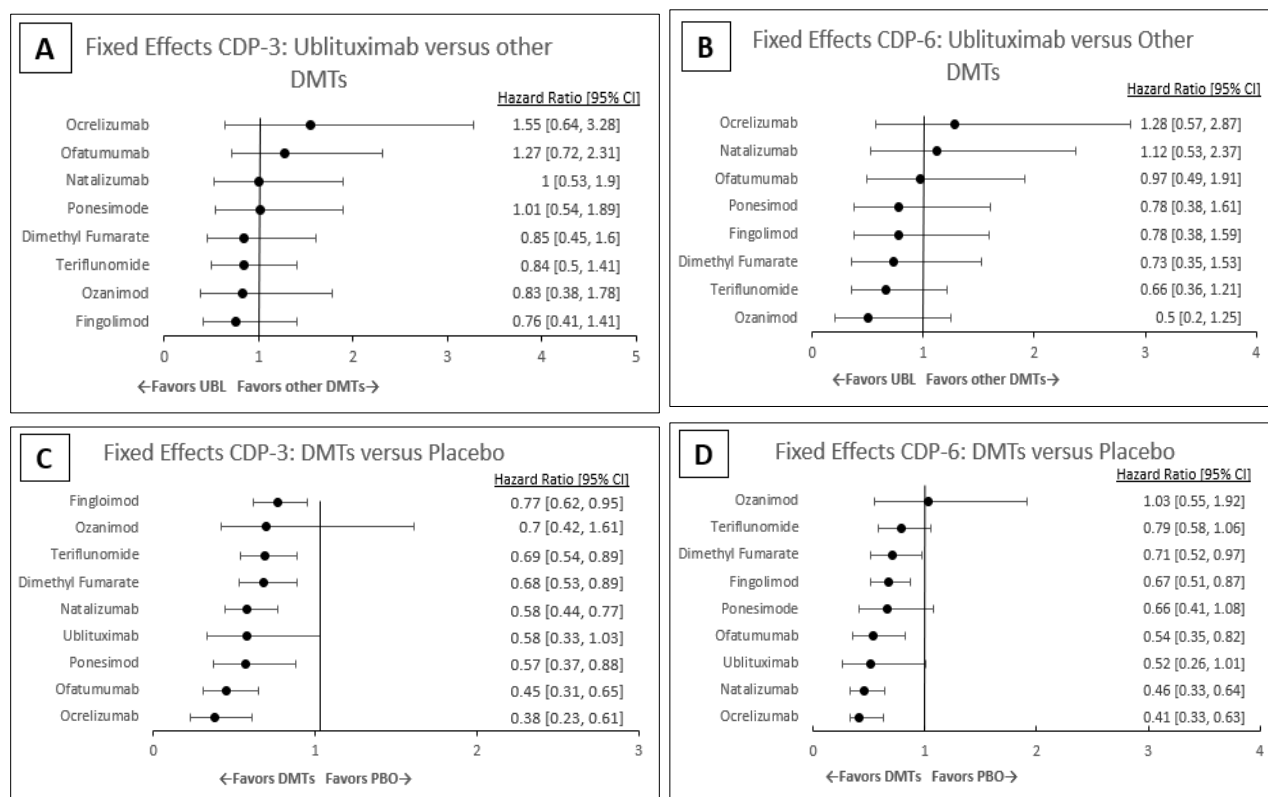 A
Fixed Effects CDP-3: Ublituximab versus other
DMTs
Hazard Ratio [95% CI]
Ocrelizumab 1.55 [0.64, 3.28]
Ofatumumab 1.27 [0.72, 2.31]
Natalizumab 1 [0.53, 1.9]
Ponesimode 1.01 [0.54, 1.89]
Dimethyl Fumarate 0.85 [0.45, 1.6]
Teriflunomide 0.84 [0.5, 1.41]
Ozanimod 0.83 [0.38, 1.78]
Fingolimod 0.76 [0.41, 1.41]
0 1 2 3 4 5
←Favors UBL Favors other DMTs→
B
Fixed Effects CDP-6: Ublituximab versus Other
DMTs
Hazard Ratio [95% CI]
Ocrelizumab 1.28 [0.57, 2.87]
Natalizumab 1.12 [0.53, 2.37]
Ofatumumab 0.97 [0.49, 1.91]
Ponesimod 0.78 [0.38, 1.61]
Fingolimod 0.78 [0.38, 1.59]
Dimethyl Fumarate 0.73 [0.35, 1.53]
Teriflunomide 0.66 [0.36, 1.21]
Ozanimod 0.5 [0.2, 1.25]
0 1 2 3 4
←Favors UBL Favors other DMTs→
C
Fixed Effects CDP-3: DMTs versus Placebo
Hazard Ratio [95% CI]
Fingloimod 0.77 [0.62, 0.95]
Ozanimod 0.7 [0.42, 1.61]
Teriflunomide 0.69 [0.54, 0.89]
Dimethyl Fumarate 0.68 [0.53, 0.89]
Natalizumab 0.58 [0.44, 0.77]
Ublituximab 0.58 [0.33, 1.03]
Ponesimod 0.57 [0.37, 0.88]
Ofatumumab 0.45 [0.31, 0.65]
Ocrelizumab 0.38 [0.23, 0.61]
0 1 2 3
←Favors DMTs Favors PBO→
D
Fixed Effects CDP-6: DMTs versus Placebo
Hazard Ratio [95% CI]
Ozanimod 1.03 [0.55, 1.92]
Teriflunomide 0.79 [0.58, 1.06]
Dimethyl Fumarate 0.71 [0.52, 0.97]
Fingolimod 0.67 [0.51, 0.87]
Ponesimode 0.66 [0.41, 1.08]
Ofatumumab 0.54 [0.35, 0.82]
Ublituximab 0.52 [0.26, 1.01]
Natalizumab 0.46 [0.33, 0.64]
Ocrelizumab 0.41 [0.33, 0.63]
0 1 2 3 4
←Favors DMTs Favors PBO→